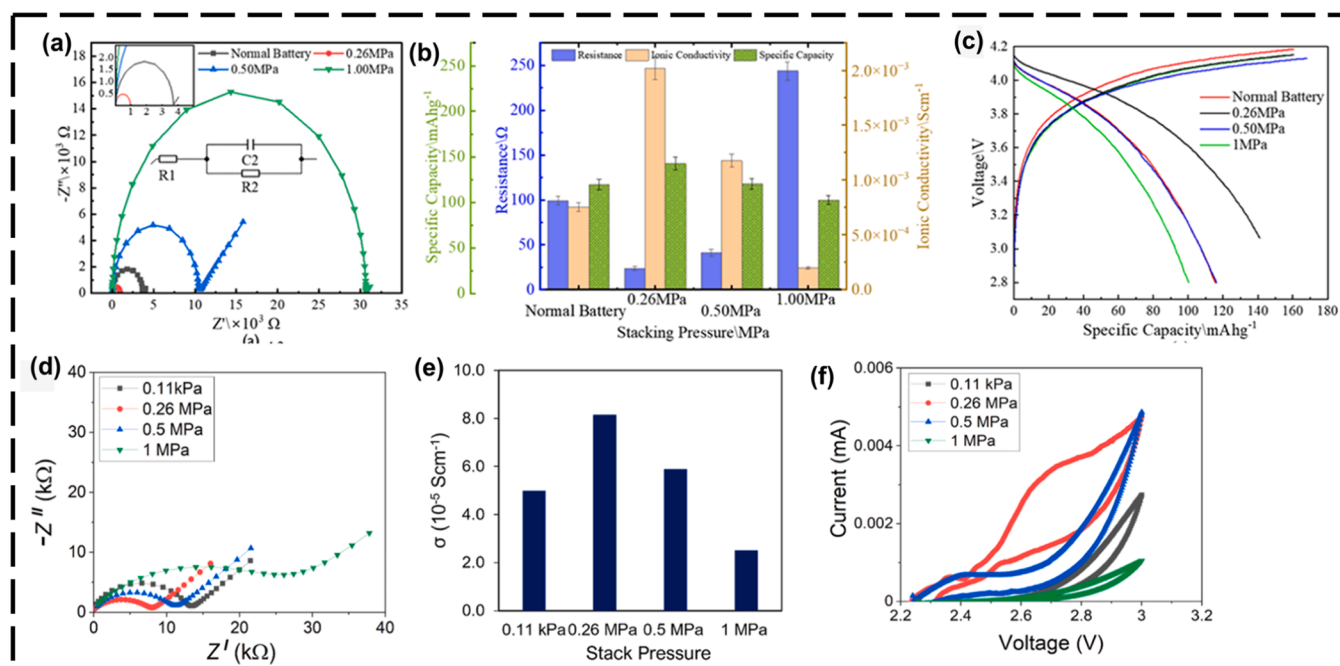 (a)
Normal Battery
0.26MPa
0.50MPa
1.00MPa
18
16
14
12
10
8
6
4
2
0
-Z''\×10³ Ω
2.0
1.5
1.0
0.5
0 1 2 3 4
R1
C2
R2
0 5 10 15 20 25 30 35
Z'\×10³ Ω
(b)
Resistance
Ionic Conductivity
Specific Capacity
250
200
150
100
50
0
Specific Capacity\mAhg⁻¹
250
200
150
100
50
0
Resistance\Ω
2.0×10⁻³
1.5×10⁻³
1.0×10⁻³
5.0×10⁻⁴
0.0
Ionic Conductivity\Scm⁻¹
Normal Battery
0.26MPa
0.50MPa
1.00MPa
Stacking Pressure\MPa
(c)
4.2
4.0
3.8
3.6
3.4
3.2
3.0
2.8
Voltage\V
Normal Battery
0.26MPa
0.50MPa
1MPa
0 20 40 60 80 100 120 140 160 180
Specific Capacity\mAhg⁻¹
(d)
0.11kPa
0.26 MPa
0.5 MPa
1 MPa
40
30
20
10
0
-Z'' (kΩ)
0 10 20 30 40
Z' (kΩ)
(e)
8.0
6.0
4.0
2.0
0.0
σ (10⁻⁵ Scm⁻¹)
0.11 kPa 0.26 MPa 0.5 MPa 1 MPa
Stack Pressure
(f)
0.11 kPa
0.26 MPa
0.5 MPa
1 MPa
0.006
0.004
0.002
0.000
Current (mA)
2.2 2.4 2.6 2.8 3 3.2
Voltage (V)